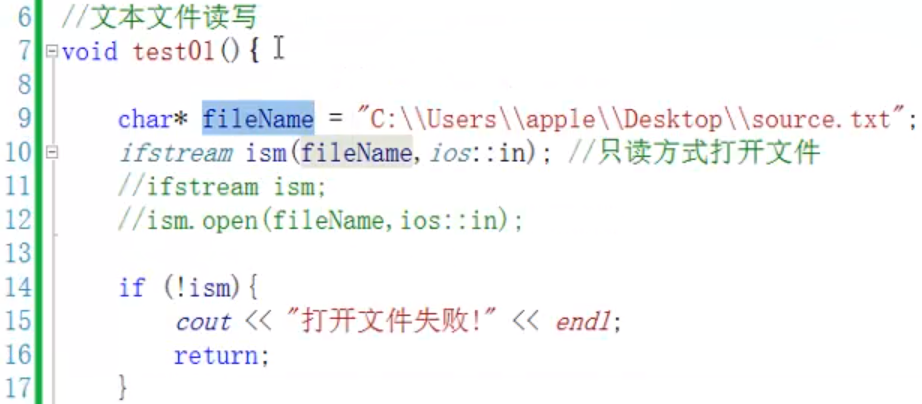 6 //文本文件读写
7 void test01(){
8
9 char* fileName = "C:\\Users\\apple\\Desktop\\source.txt";
10 ifstream ism(fileName,ios::in); //只读方式打开文件
11 //ifstream ism;
12 //ism.open(fileName,ios::in);
13
14 if (!ism){
15 cout << "打开文件失败!" << endl;
16 return;
17 }